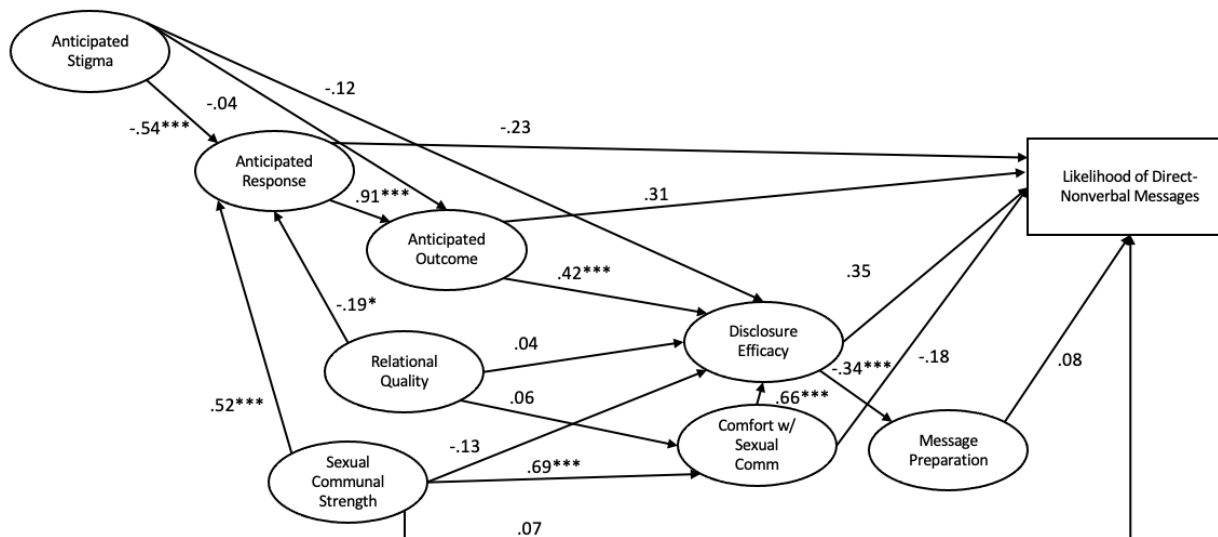 Anticipated
Stigma
-.12
-.04
-.54***
-.23
Anticipated
Response
Likelihood of Direct-
Nonverbal Messages
.91***
.31
Anticipated
Outcome
.42***
.35
-.19*
Disclosure
Efficacy
.04
Relational
Quality
-.34***
-.18
.08
.66***
.52***
.06
Comfort w/
Sexual
Comm
Message
Preparation
-.13
Sexual
Communal
Strength
.69***
.07